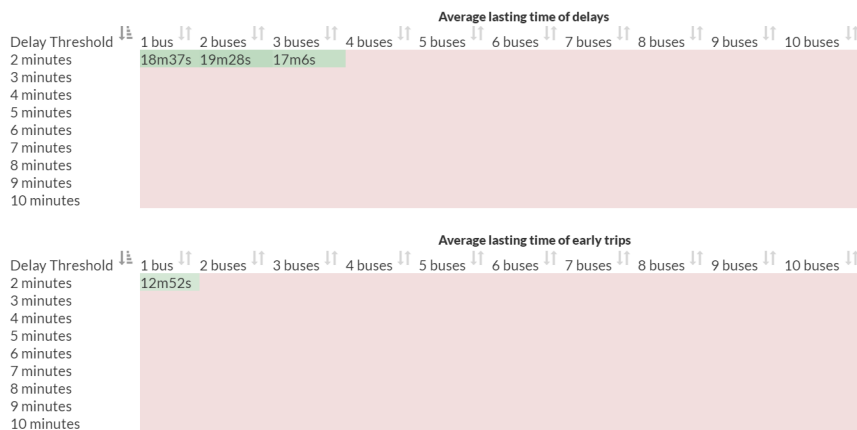 Average lasting time of delays
Delay Threshold 1 bus 2 buses 3 buses 4 buses 5 buses 6 buses 7 buses 8 buses 9 buses 10 buses
2 minutes 18m37s 19m28s 17m6s
3 minutes
4 minutes
5 minutes
6 minutes
7 minutes
8 minutes
9 minutes
10 minutes
Average lasting time of early trips
Delay Threshold 1 bus 2 buses 3 buses 4 buses 5 buses 6 buses 7 buses 8 buses 9 buses 10 buses
2 minutes 12m52s
3 minutes
4 minutes
5 minutes
6 minutes
7 minutes
8 minutes
9 minutes
10 minutes